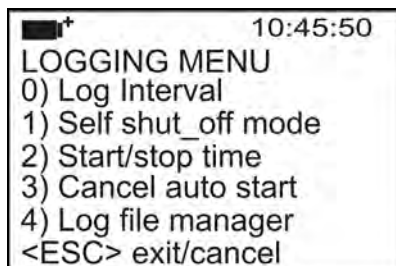 10:45:50
LOGGING MENU
0) Log Interval
1) Self shut_off mode
2) Start/stop time
3) Cancel auto start
4) Log file manager
<ESC> exit/cancel